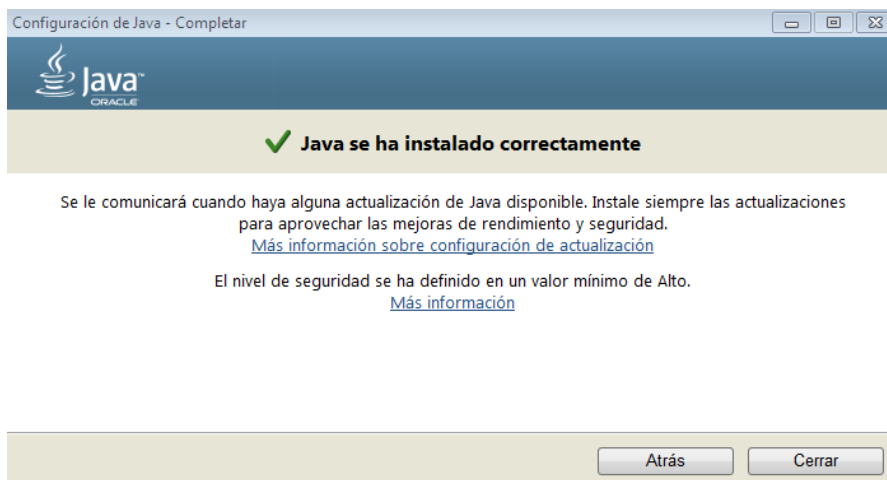 Configuración de Java - Completar
Java™
ORACLE
Java se ha instalado correctamente
Se le comunicará cuando haya alguna actualización de Java disponible. Instale siempre las actualizaciones
para aprovechar las mejoras de rendimiento y seguridad.
Más información sobre configuración de actualización
El nivel de seguridad se ha definido en un valor mínimo de Alto.
Más información
Atrás
Cerrar